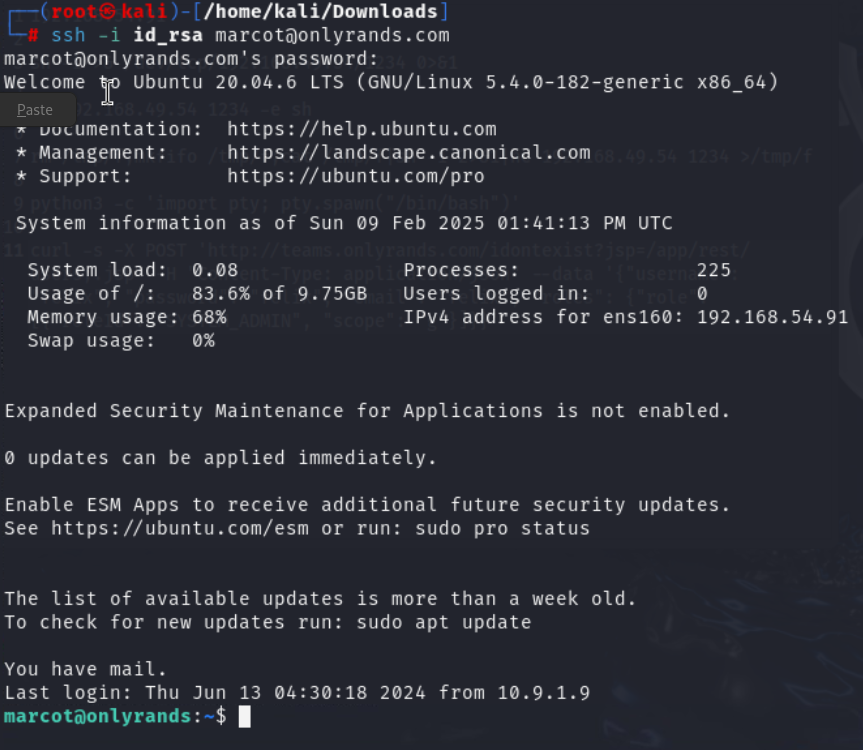 ┌──(root㉿kali)-[/home/kali/Downloads]
└─# ssh -i id_rsa marcot@onlyrands.com
marcot@onlyrands.com's password:
Welcome to Ubuntu 20.04.6 LTS (GNU/Linux 5.4.0-182-generic x86_64)
Paste
* Documentation:  https://help.ubuntu.com
* Management:     https://landscape.canonical.com
* Support:        https://ubuntu.com/pro
System information as of Sun 09 Feb 2025 01:41:13 PM UTC
System load:  0.08               Processes:               225
Usage of /:   83.6% of 9.75GB   Users logged in:         0
Memory usage: 68%                IPv4 address for ens160: 192.168.54.91
Swap usage:   0%
Expanded Security Maintenance for Applications is not enabled.
0 updates can be applied immediately.
Enable ESM Apps to receive additional future security updates.
See https://ubuntu.com/esm or run: sudo pro status
The list of available updates is more than a week old.
To check for new updates run: sudo apt update
You have mail.
Last login: Thu Jun 13 04:30:18 2024 from 10.9.1.9
marcot@onlyrands:~$